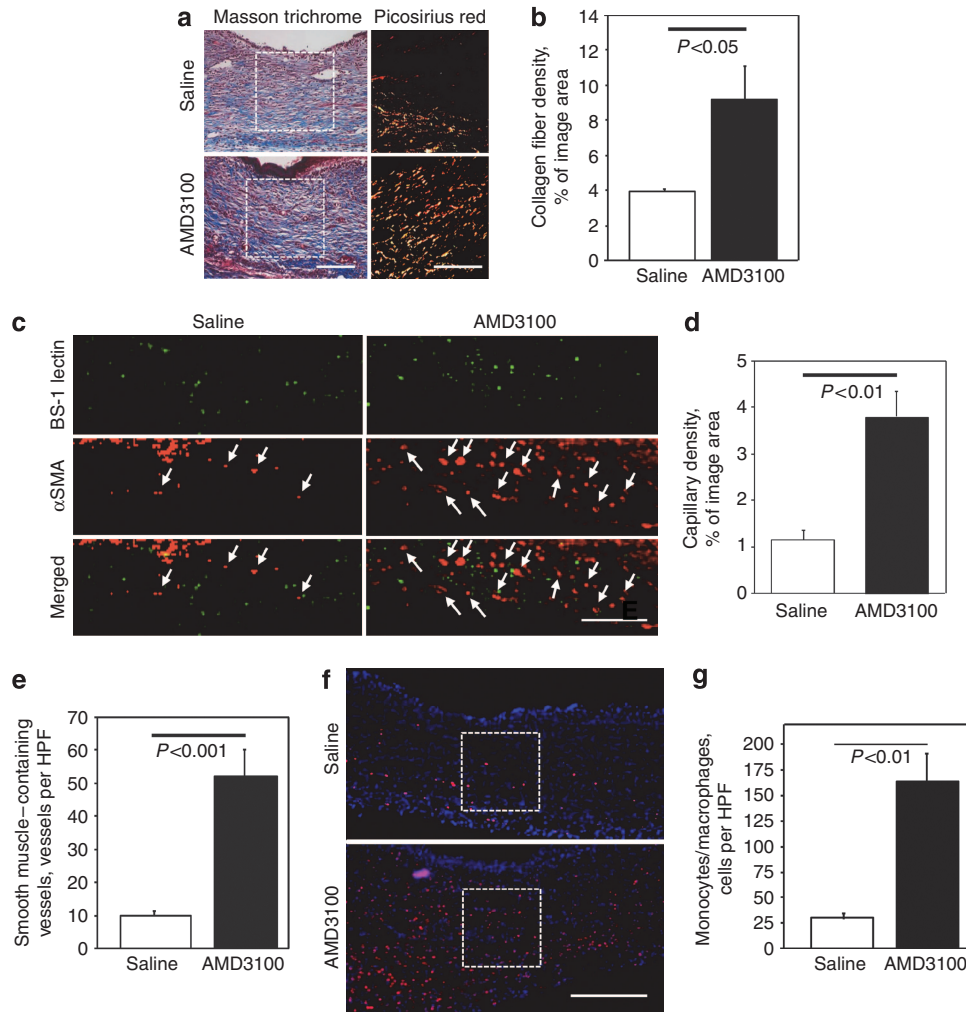 a
Masson trichrome
Picosirius red
Saline
AMD3100
b
Collagen fiber density,
% of image area
14
12
10
8
6
4
2
0
P<0.05
Saline
AMD3100
c
Saline
AMD3100
BS-1 lectin
αSMA
Merged
E
d
Capillary density,
% of image area
5
4
3
2
1
0
P<0.01
Saline
AMD3100
e
Smooth muscle–containing
vessels, vessels per HPF
70
60
50
40
30
20
10
0
P<0.001
Saline
AMD3100
f
Saline
AMD3100
g
Monocytes/macrophages,
cells per HPF
200
175
150
125
100
75
50
25
0
P<0.01
Saline
AMD3100